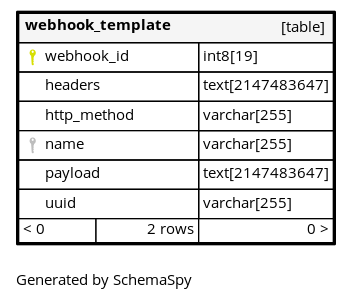 webhook_template [table]
webhook_id int8[19]
headers text[2147483647]
http_method varchar[255]
name varchar[255]
payload text[2147483647]
uuid varchar[255]
< 0 2 rows 0 >
Generated by SchemaSpy